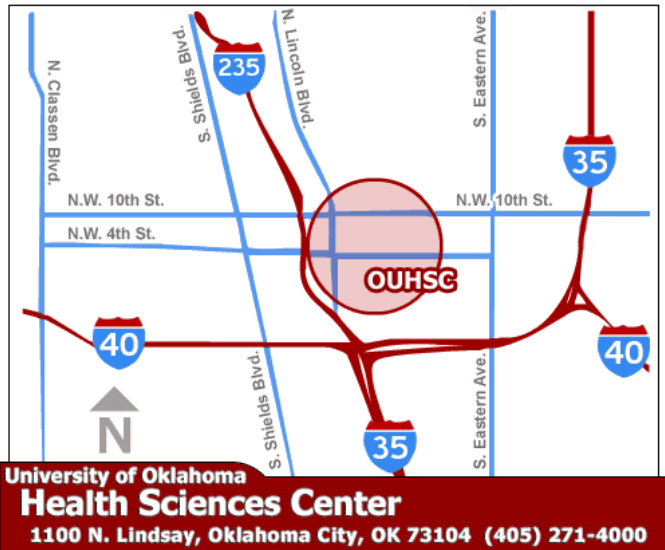 N. Classen Blvd.
S. Shields Blvd.
235
N. Lincoln Blvd.
S. Eastern Ave.
35
N.W. 10th St.
N.W. 10th St.
N.W. 4th St.
OUHSC
40
40
S. Shields Blvd.
S. Eastern Ave.
N
35
University of Oklahoma
Health Sciences Center
1100 N. Lindsay, Oklahoma City, OK 73104 (405) 271-4000